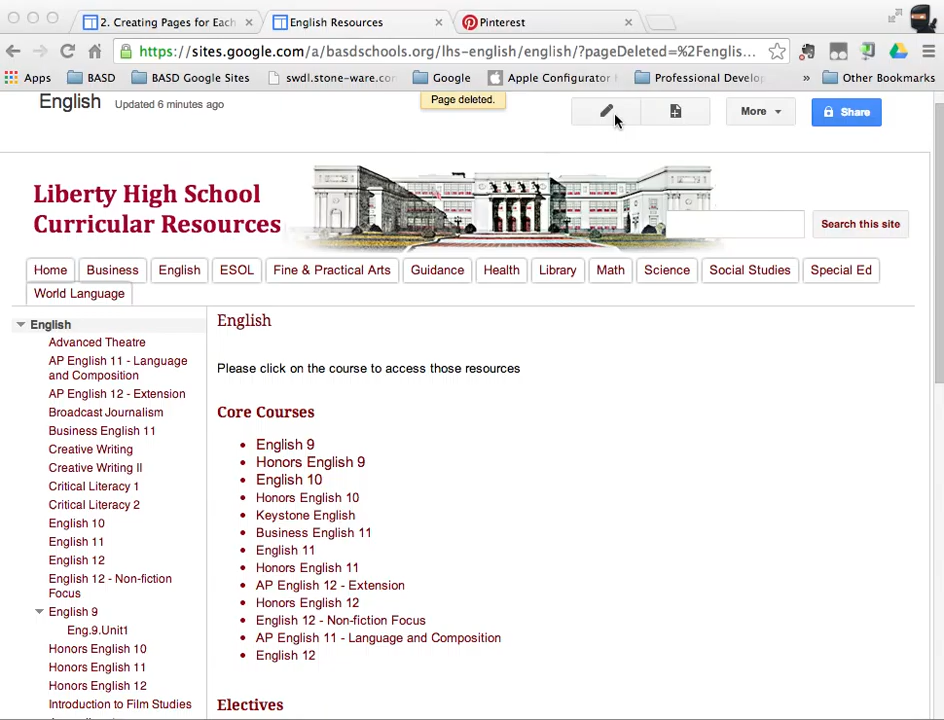 2. Creating Pages for Each
English Resources
Pinterest
https://sites.google.com/a/basdschools.org/lhs-english/english/?pageDeleted=%2Fenglis...
Apps
BASD
BASD Google Sites
swdl.stone-ware.co
Google
Apple Configurator
Professional Develo
»
Other Bookmarks
English
Updated 6 minutes ago
Page deleted.
More
Share
Liberty High School
Curricular Resources
Search this site
Home
Business
English
ESOL
Fine & Practical Arts
Guidance
Health
Library
Math
Science
Social Studies
Special Ed
World Language
English
Advanced Theatre
AP English 11 - Language
and Composition
AP English 12 - Extension
Broadcast Journalism
Business English 11
Creative Writing
Creative Writing II
Critical Literacy 1
Critical Literacy 2
English 10
English 11
English 12
English 12 - Non-fiction
Focus
English 9
Eng.9.Unit1
Honors English 10
Honors English 11
Honors English 12
Introduction to Film Studies
English
Please click on the course to access those resources
Core Courses
• English 9
• Honors English 9
• English 10
• Honors English 10
• Keystone English
• Business English 11
• English 11
• Honors English 11
• AP English 12 - Extension
• Honors English 12
• English 12 - Non-fiction Focus
• AP English 11 - Language and Composition
• English 12
Electives